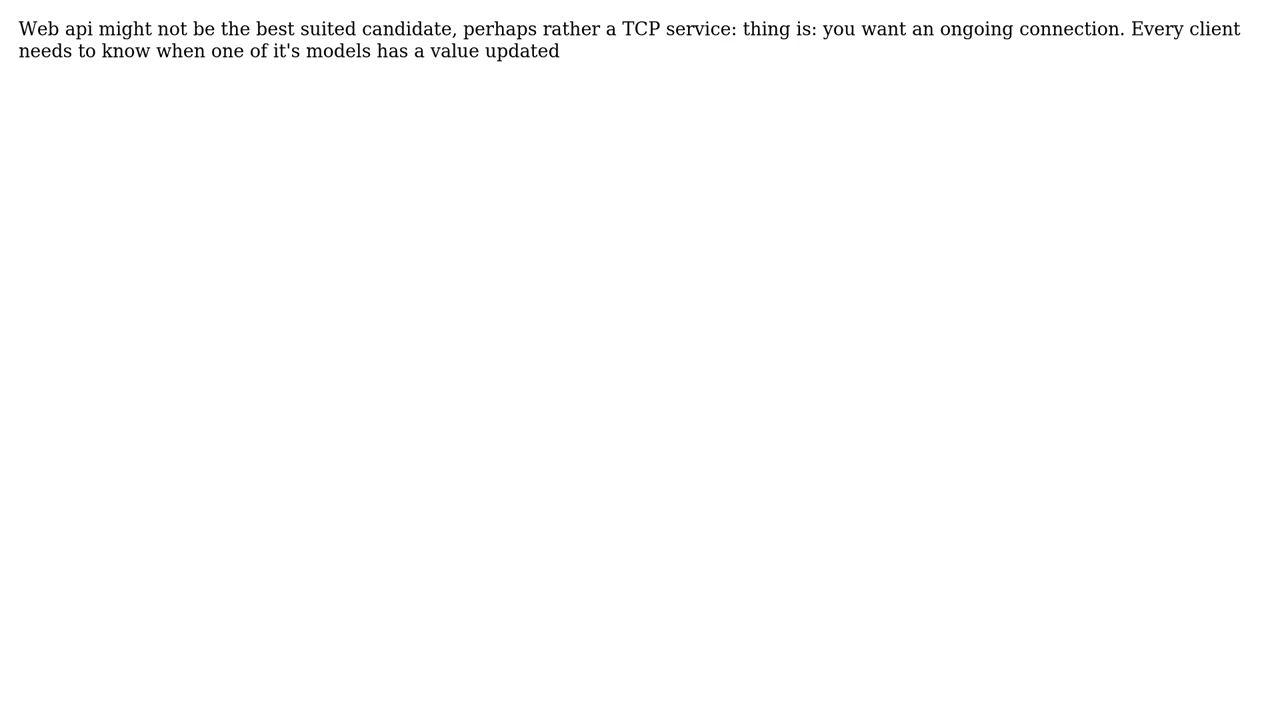 Web api might not be the best suited candidate, perhaps rather a TCP service: thing is: you want an ongoing connection. Every client
needs to know when one of it's models has a value updated